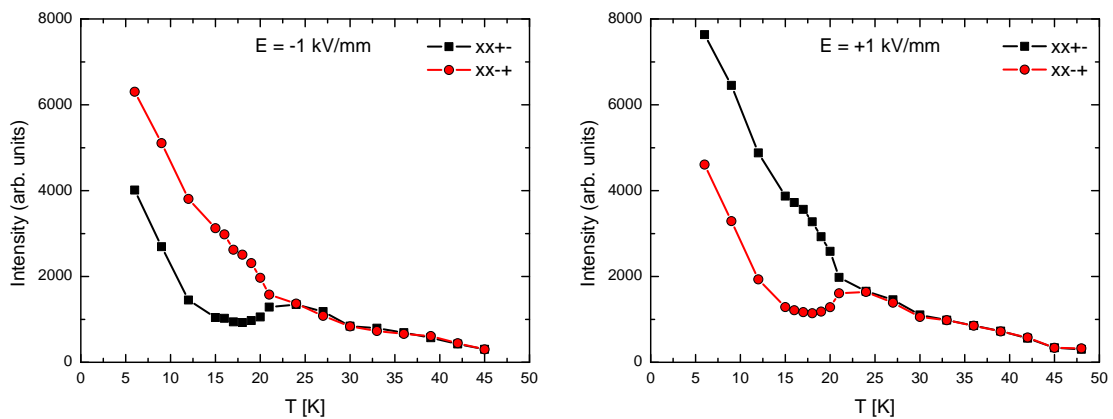 8000
6000
4000
2000
0
Intensity (arb. units)
E = -1 kV/mm
xx+-
xx-+
0 5 10 15 20 25 30 35 40 45 50
T [K]
8000
6000
4000
2000
0
Intensity (arb. units)
E = +1 kV/mm
xx+-
xx-+
0 5 10 15 20 25 30 35 40 45 50
T [K]